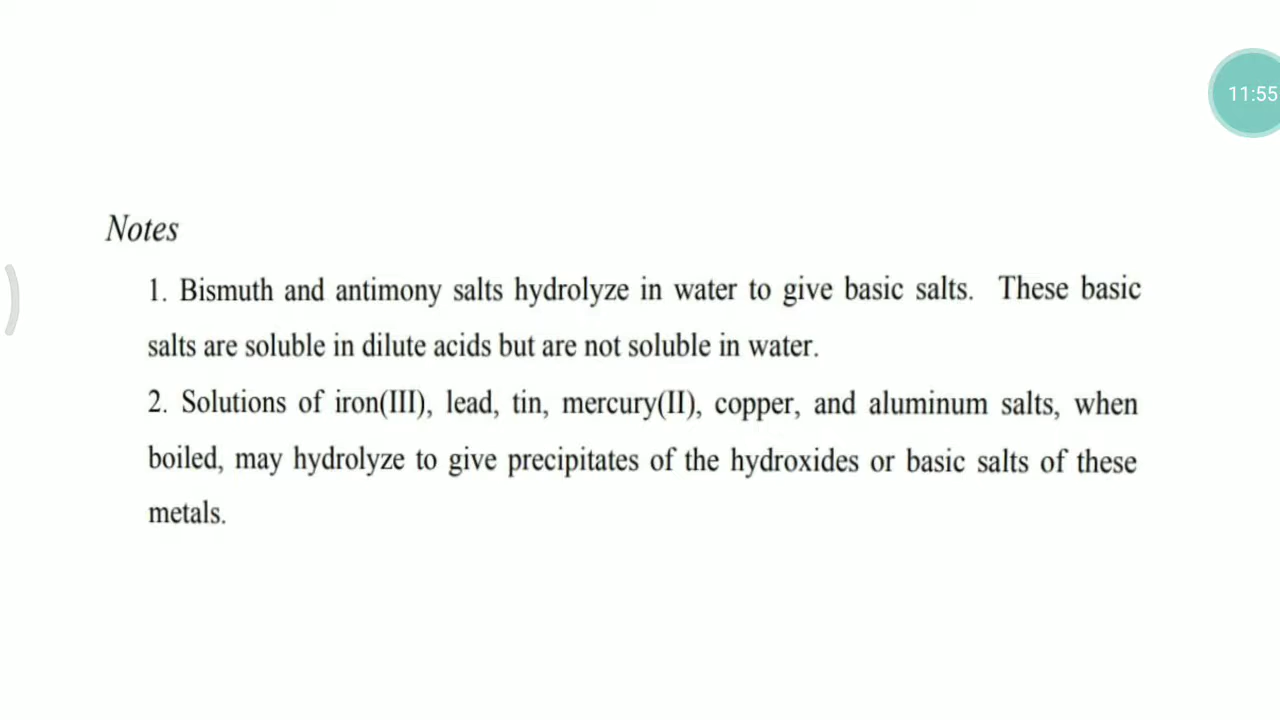 11:55
Notes
1. Bismuth and antimony salts hydrolyze in water to give basic salts. These basic
salts are soluble in dilute acids but are not soluble in water.
2. Solutions of iron(III), lead, tin, mercury(II), copper, and aluminum salts, when
boiled, may hydrolyze to give precipitates of the hydroxides or basic salts of these
metals.